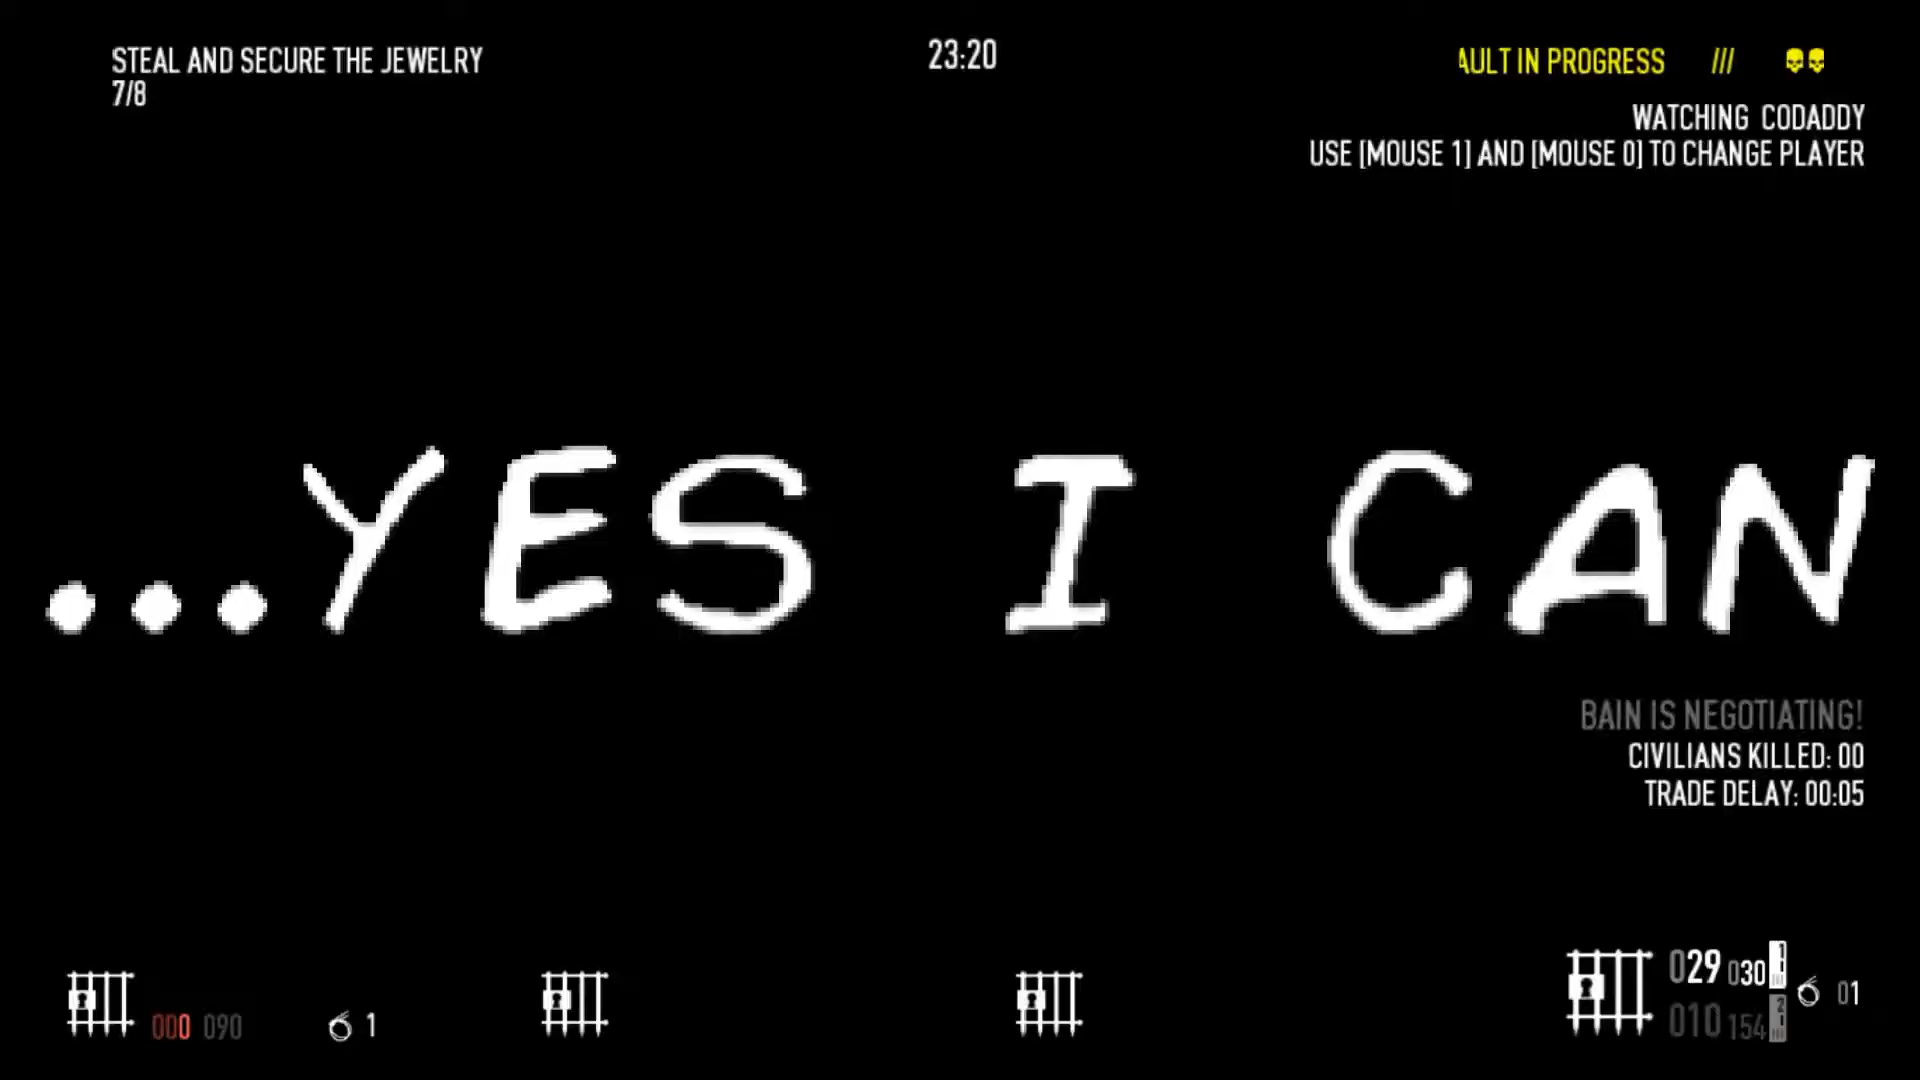 STEAL AND SECURE THE JEWELRY
7/8
23:20
AULT IN PROGRESS ///
WATCHING CODADDY
USE [MOUSE 1] AND [MOUSE 0] TO CHANGE PLAYER
...YES I CAN
BAIN IS NEGOTIATING!
CIVILIANS KILLED: 00
TRADE DELAY: 00:05
000 090 1
029 030 01
010 154